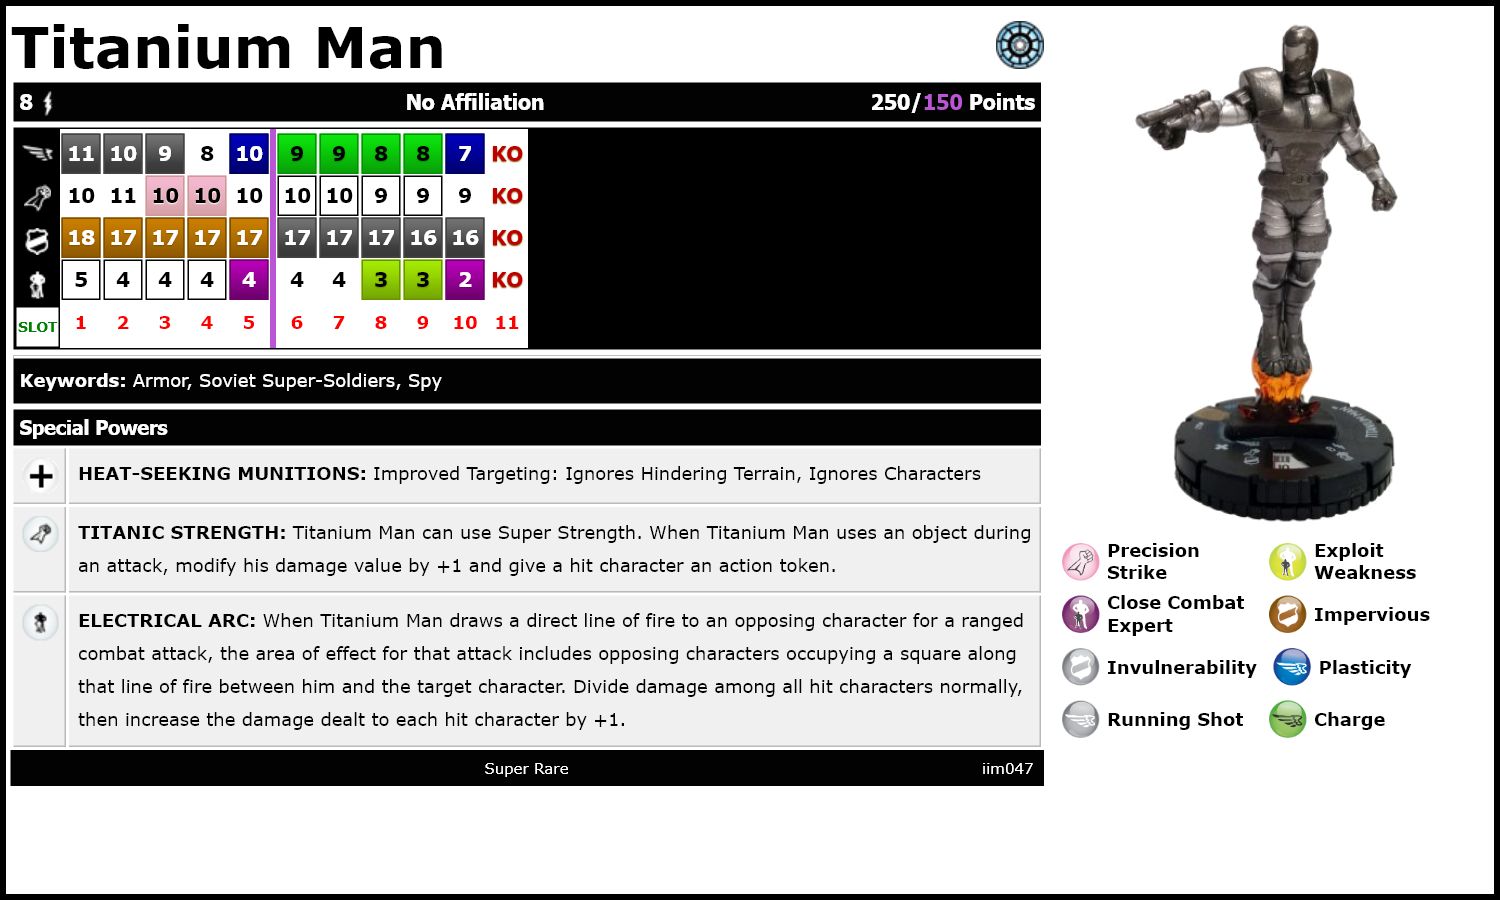 Titanium Man
8 No Affiliation 250/150 Points
11 10 9 8 10 9 9 8 8 7 KO
10 11 10 10 10 10 10 9 9 9 KO
18 17 17 17 17 17 17 17 16 16 KO
5 4 4 4 4 4 4 3 3 2 KO
SLOT 1 2 3 4 5 6 7 8 9 10 11
Keywords: Armor, Soviet Super-Soldiers, Spy
Special Powers
HEAT-SEEKING MUNITIONS: Improved Targeting: Ignores Hindering Terrain, Ignores Characters
TITANIC STRENGTH: Titanium Man can use Super Strength. When Titanium Man uses an object during
an attack, modify his damage value by +1 and give a hit character an action token.
ELECTRICAL ARC: When Titanium Man draws a direct line of fire to an opposing character for a ranged
combat attack, the area of effect for that attack includes opposing characters occupying a square along
that line of fire between him and the target character. Divide damage among all hit characters normally,
then increase the damage dealt to each hit character by +1.
Super Rare iim047
TITANIUM MAN
Precision
Strike
Exploit
Weakness
Close Combat
Expert
Impervious
Invulnerability
Plasticity
Running Shot
Charge